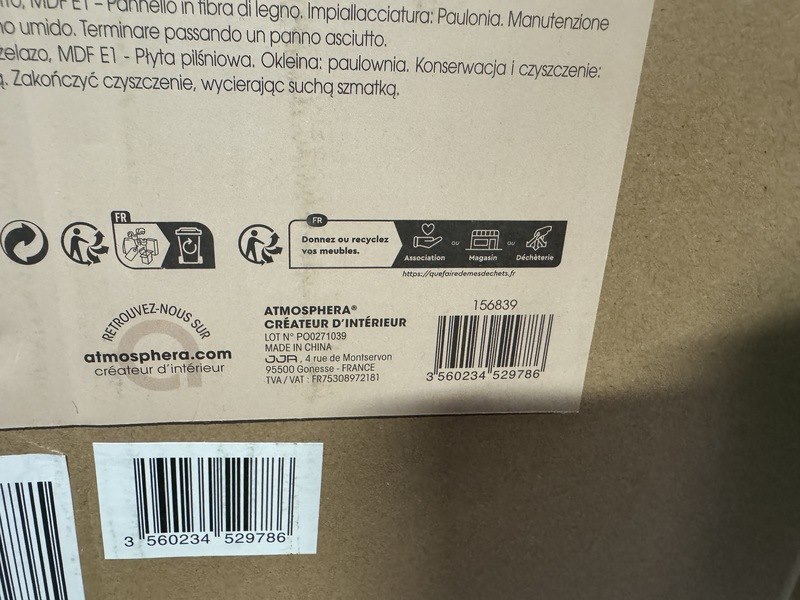 MDF E1 - Pannello in fibra di legno. Impiallacciatura: Paulonia. Manutenzione
umido. Terminare passando un panno asciutto.
MDF E1 - Płyta pilśniowa. Okleina: paulownia. Konserwacja i czyszczenie:
Zakończyć czyszczenie, wycierając suchą szmatką.
FR
FR
Donnez ou recyclez
vos meubles.
Association ou Magasin ou Déchèterie
https://quefairedemesdechets.fr
RETROUVEZ-NOUS SUR
atmosphera.com
créateur d'intérieur
ATMOSPHERA®
CRÉATEUR D'INTÉRIEUR
LOT N° PO0271039
MADE IN CHINA
JJA, 4 rue de Montservon
95500 Gonesse - FRANCE
TVA / VAT : FR75308972181
156839
3 560234 529786
3 560234 529786